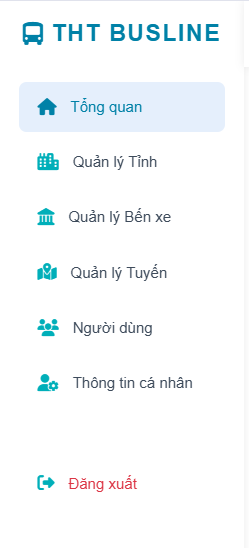 THT BUSLINE
Tổng quan
Quản lý Tỉnh
Quản lý Bến xe
Quản lý Tuyến
Người dùng
Thông tin cá nhân
Đăng xuất